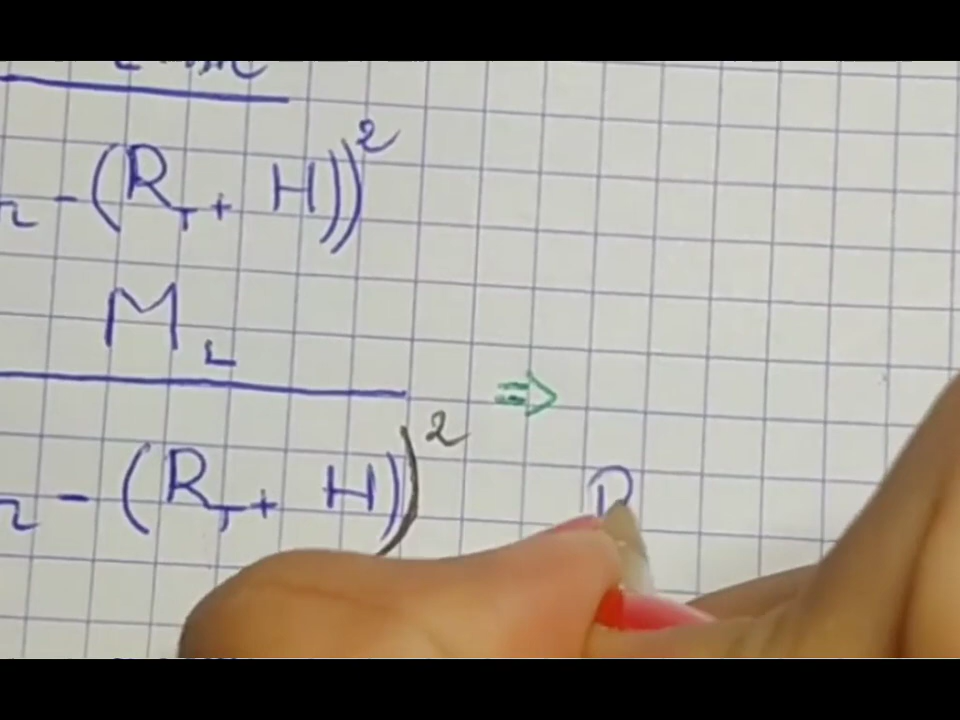 - (R_T + H))²
M_L
⇒
- (R_T + H))²
R